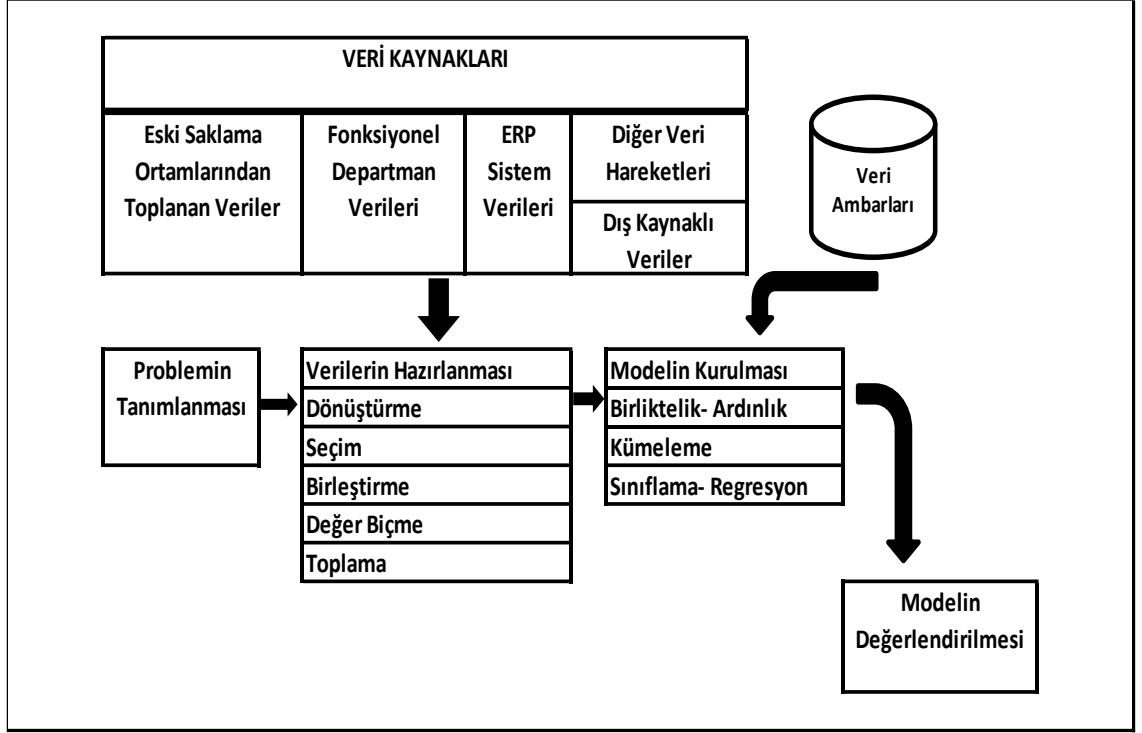 VERİ KAYNAKLARI
Eski Saklama
Ortamlarından
Toplanan Veriler
Fonksiyonel
Departman
Verileri
ERP
Sistem
Verileri
Diğer Veri
Hareketleri
Dış Kaynaklı
Veriler
Veri
Ambarları
Problemin
Tanımlanması
Verilerin Hazırlanması
Dönüştürme
Seçim
Birleştirme
Değer Biçme
Toplama
Modelin Kurulması
Birliktelik- Ardınlık
Kümeleme
Sınıflama- Regresyon
Modelin
Değerlendirilmesi